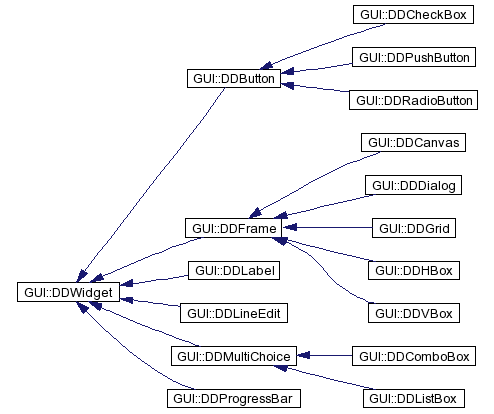 GUI::DDCheckBox
GUI::DDPushButton
GUI::DDButton
GUI::DDRadioButton
GUI::DDCanvas
GUI::DDDialog
GUI::DDFrame
GUI::DDGrid
GUI::DDLabel
GUI::DDHBox
GUI::DDWidget
GUI::DDLineEdit
GUI::DDVBox
GUI::DDMultiChoice
GUI::DDComboBox
GUI::DDProgressBar
GUI::DDListBox